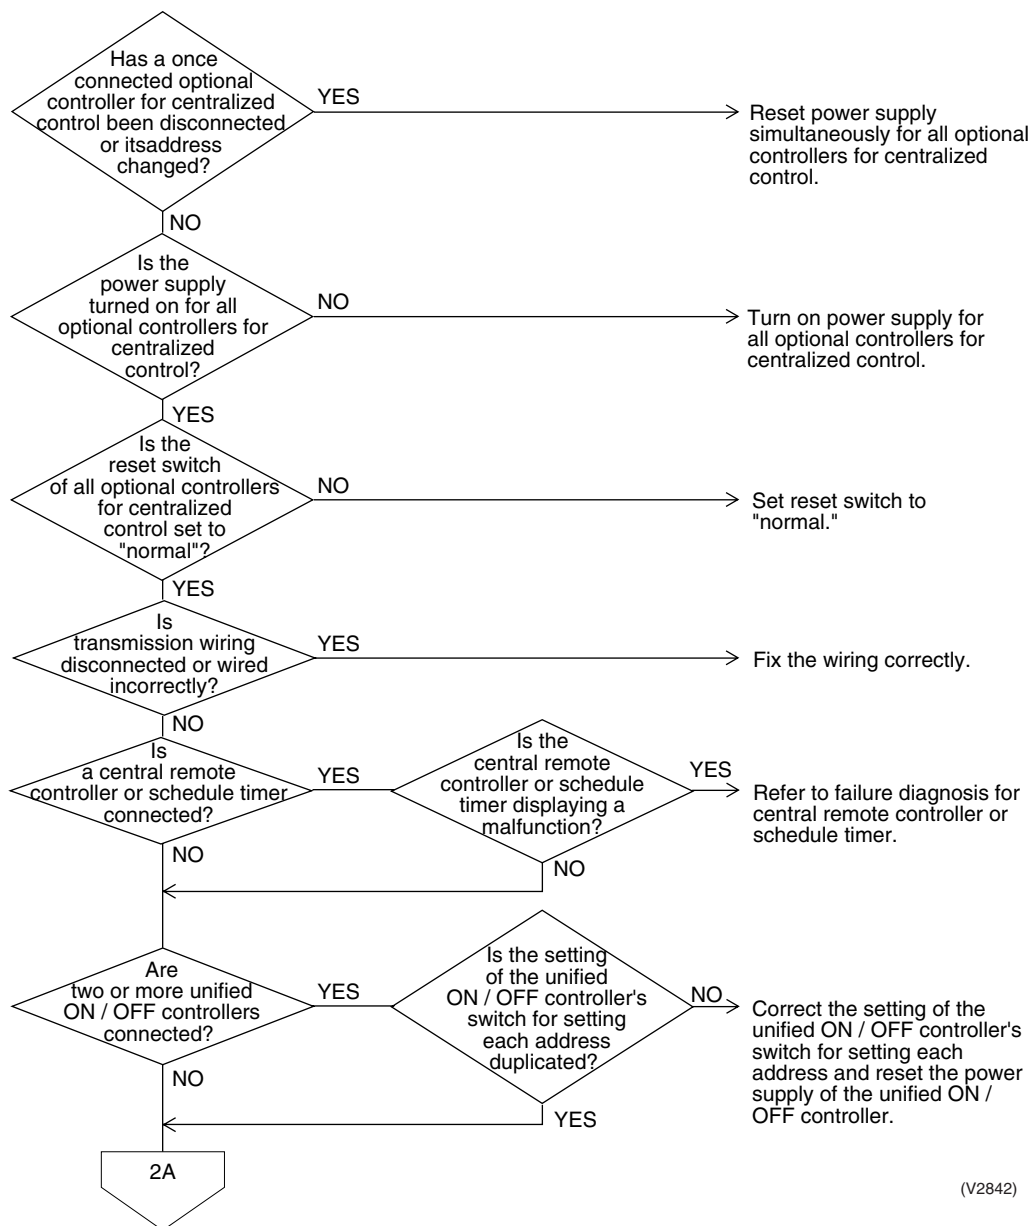 Has a once
connected optional
controller for centralized
control been disconnected
or itsaddress
changed?
YES
Reset power supply
simultaneously for all optional
controllers for centralized
control.
NO
Is the
power supply
turned on for all
optional controllers for
centralized
control?
NO
Turn on power supply for
all optional controllers for
centralized control.
YES
Is the
reset switch
of all optional controllers
for centralized
control set to
"normal"?
NO
Set reset switch to
"normal."
YES
Is
transmission wiring
disconnected or wired
incorrectly?
YES
Fix the wiring correctly.
NO
Is
a central remote
controller or schedule timer
connected?
YES
Is the
central remote
controller or schedule
timer displaying a
malfunction?
YES
Refer to failure diagnosis for
central remote controller or
schedule timer.
NO
NO
Are
two or more unified
ON / OFF controllers
connected?
YES
Is the setting
of the unified
ON / OFF controller's
switch for setting
each address
duplicated?
NO
Correct the setting of the
unified ON / OFF controller's
switch for setting each
address and reset the power
supply of the unified ON /
OFF controller.
NO
YES
2A
(V2842)